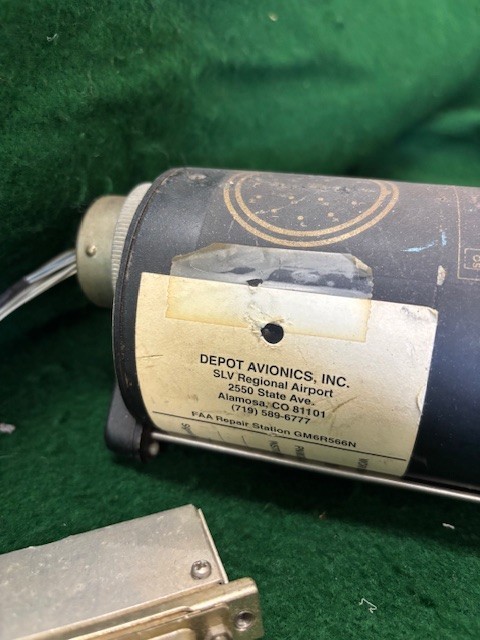 DEPOT AVIONICS, INC.
SLV Regional Airport
2550 State Ave.
Alamosa, CO 81101
(719) 589-6777
FAA Repair Station GM6R566N